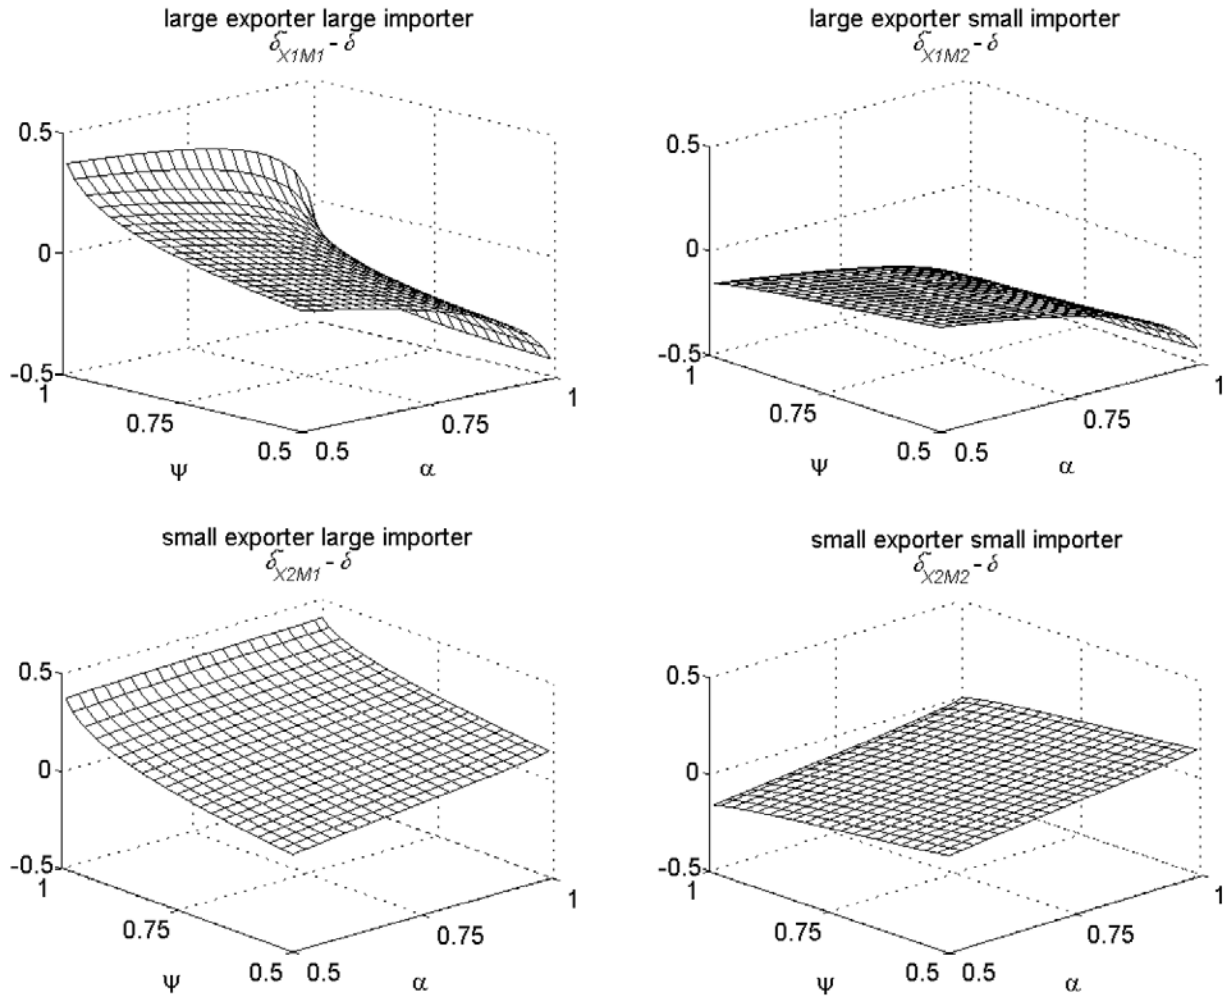 large exporter large importer
δ̃_X1M1 - δ
0.5
0
-0.5
1
0.75
0.5
0.5
0.75
1
ψ
α
large exporter small importer
δ̃_X1M2 - δ
0.5
0
-0.5
1
0.75
0.5
0.5
0.75
1
ψ
α
small exporter large importer
δ̃_X2M1 - δ
0.5
0
-0.5
1
0.75
0.5
0.5
0.75
1
ψ
α
small exporter small importer
δ̃_X2M2 - δ
0.5
0
-0.5
1
0.75
0.5
0.5
0.75
1
ψ
α